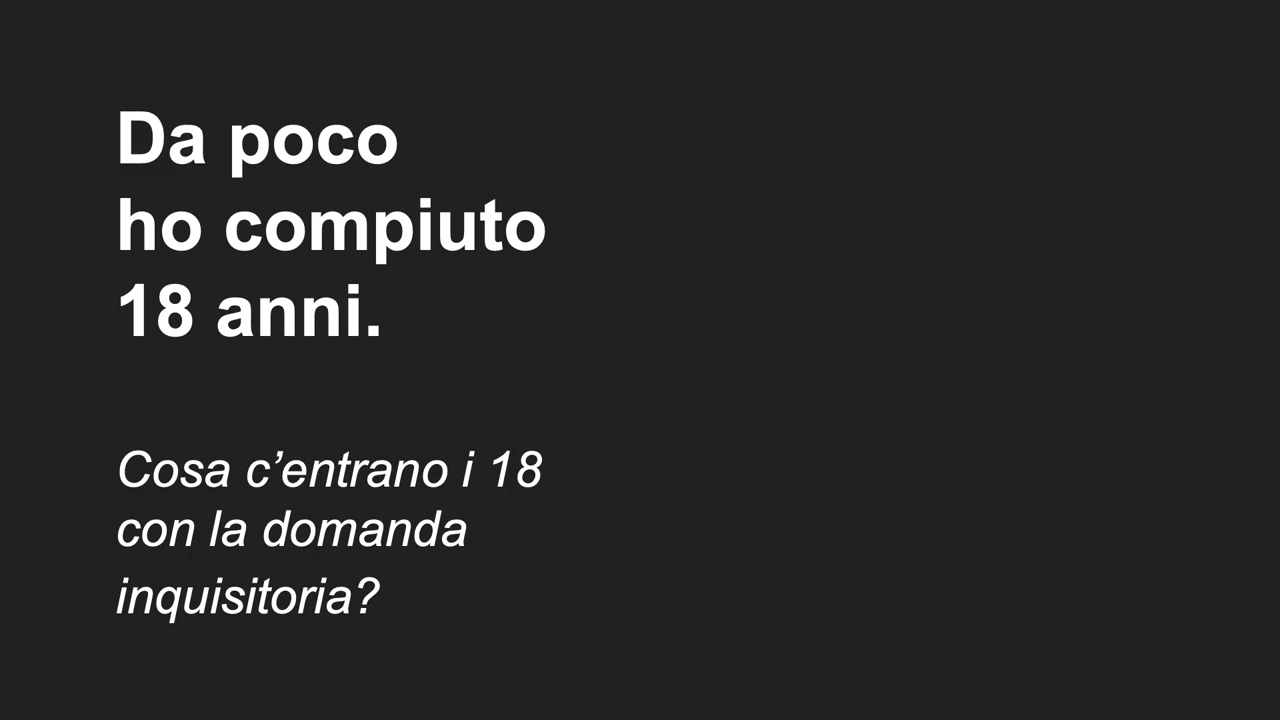 Da poco
ho compiuto
18 anni.
Cosa c’entrano i 18
con la domanda
inquisitoria?